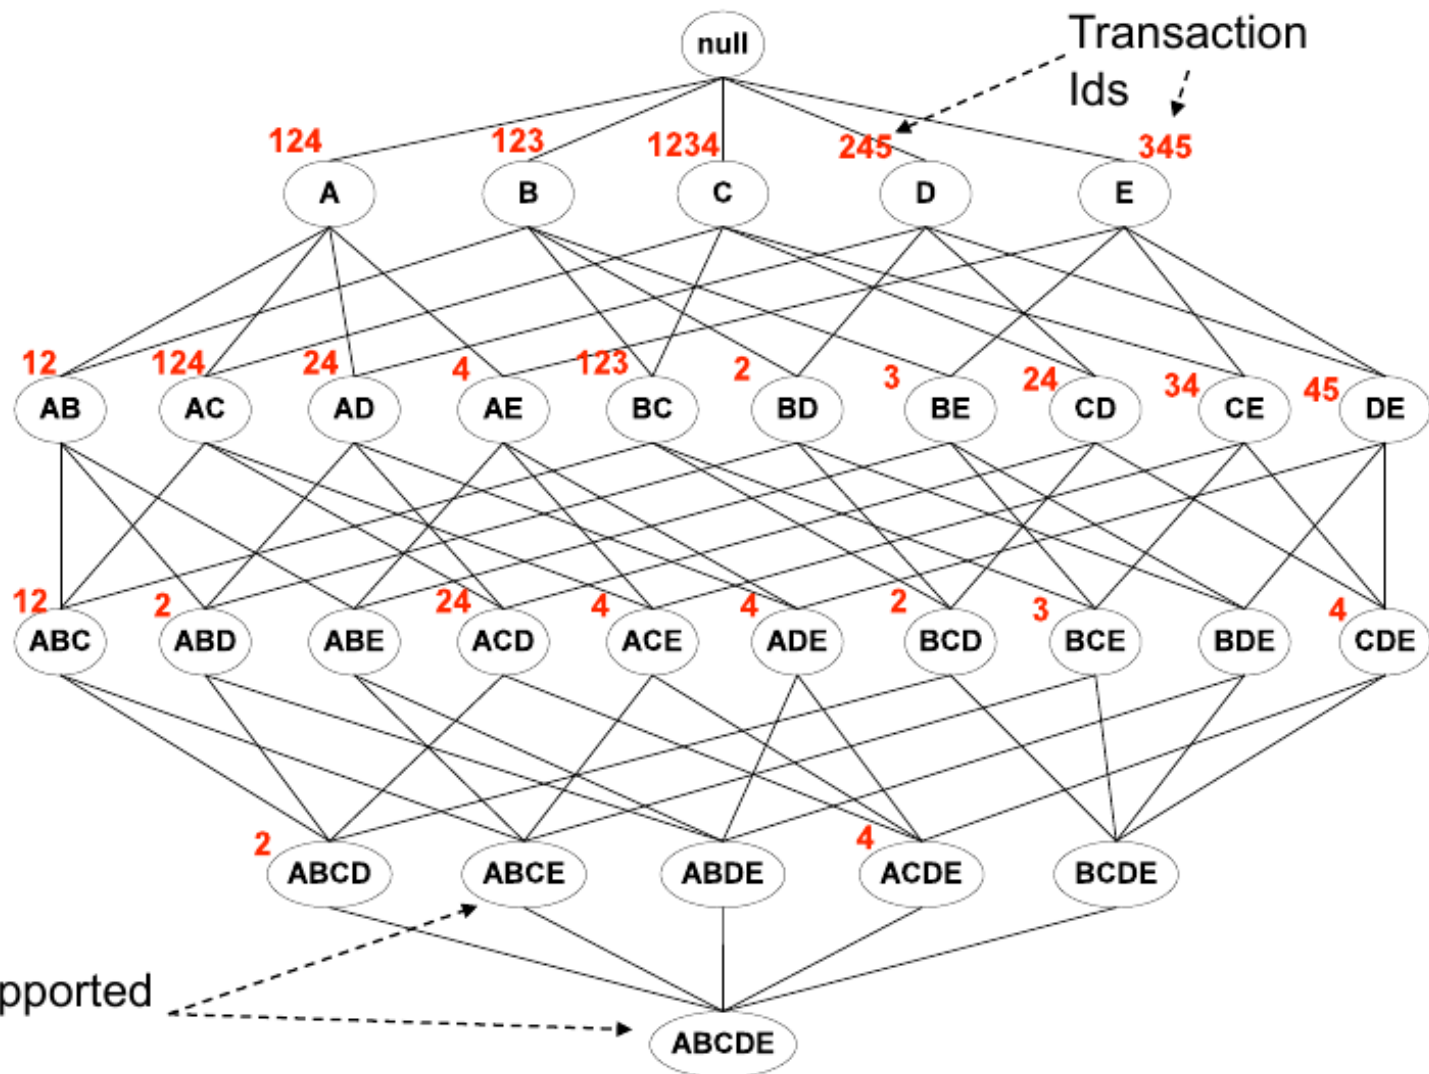 null
Transaction
Ids
124 123 1234 245 345
A B C D E
12 124 24 4 123 2 3 24 34 45
AB AC AD AE BC BD BE CD CE DE
12 2 24 4 4 2 3 4
ABC ABD ABE ACD ACE ADE BCD BCE BDE CDE
2 4
ABCD ABCE ABDE ACDE BCDE
pported
ABCDE